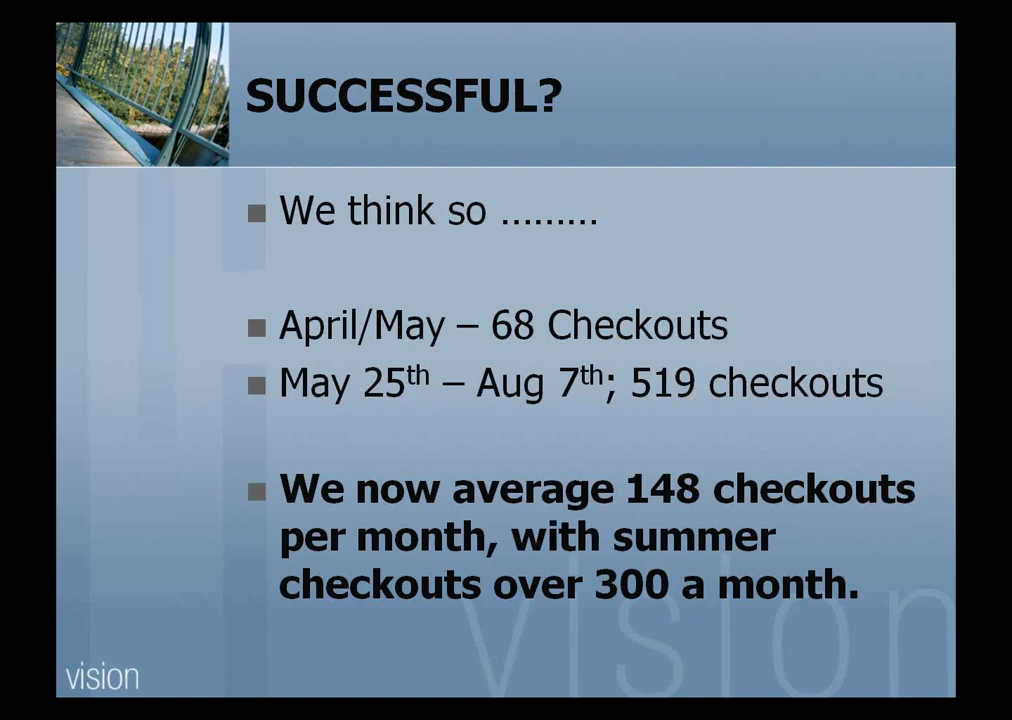 SUCCESSFUL?
We think so .........
April/May – 68 Checkouts
May 25th – Aug 7th; 519 checkouts
We now average 148 checkouts
per month, with summer
checkouts over 300 a month.
vision
vision